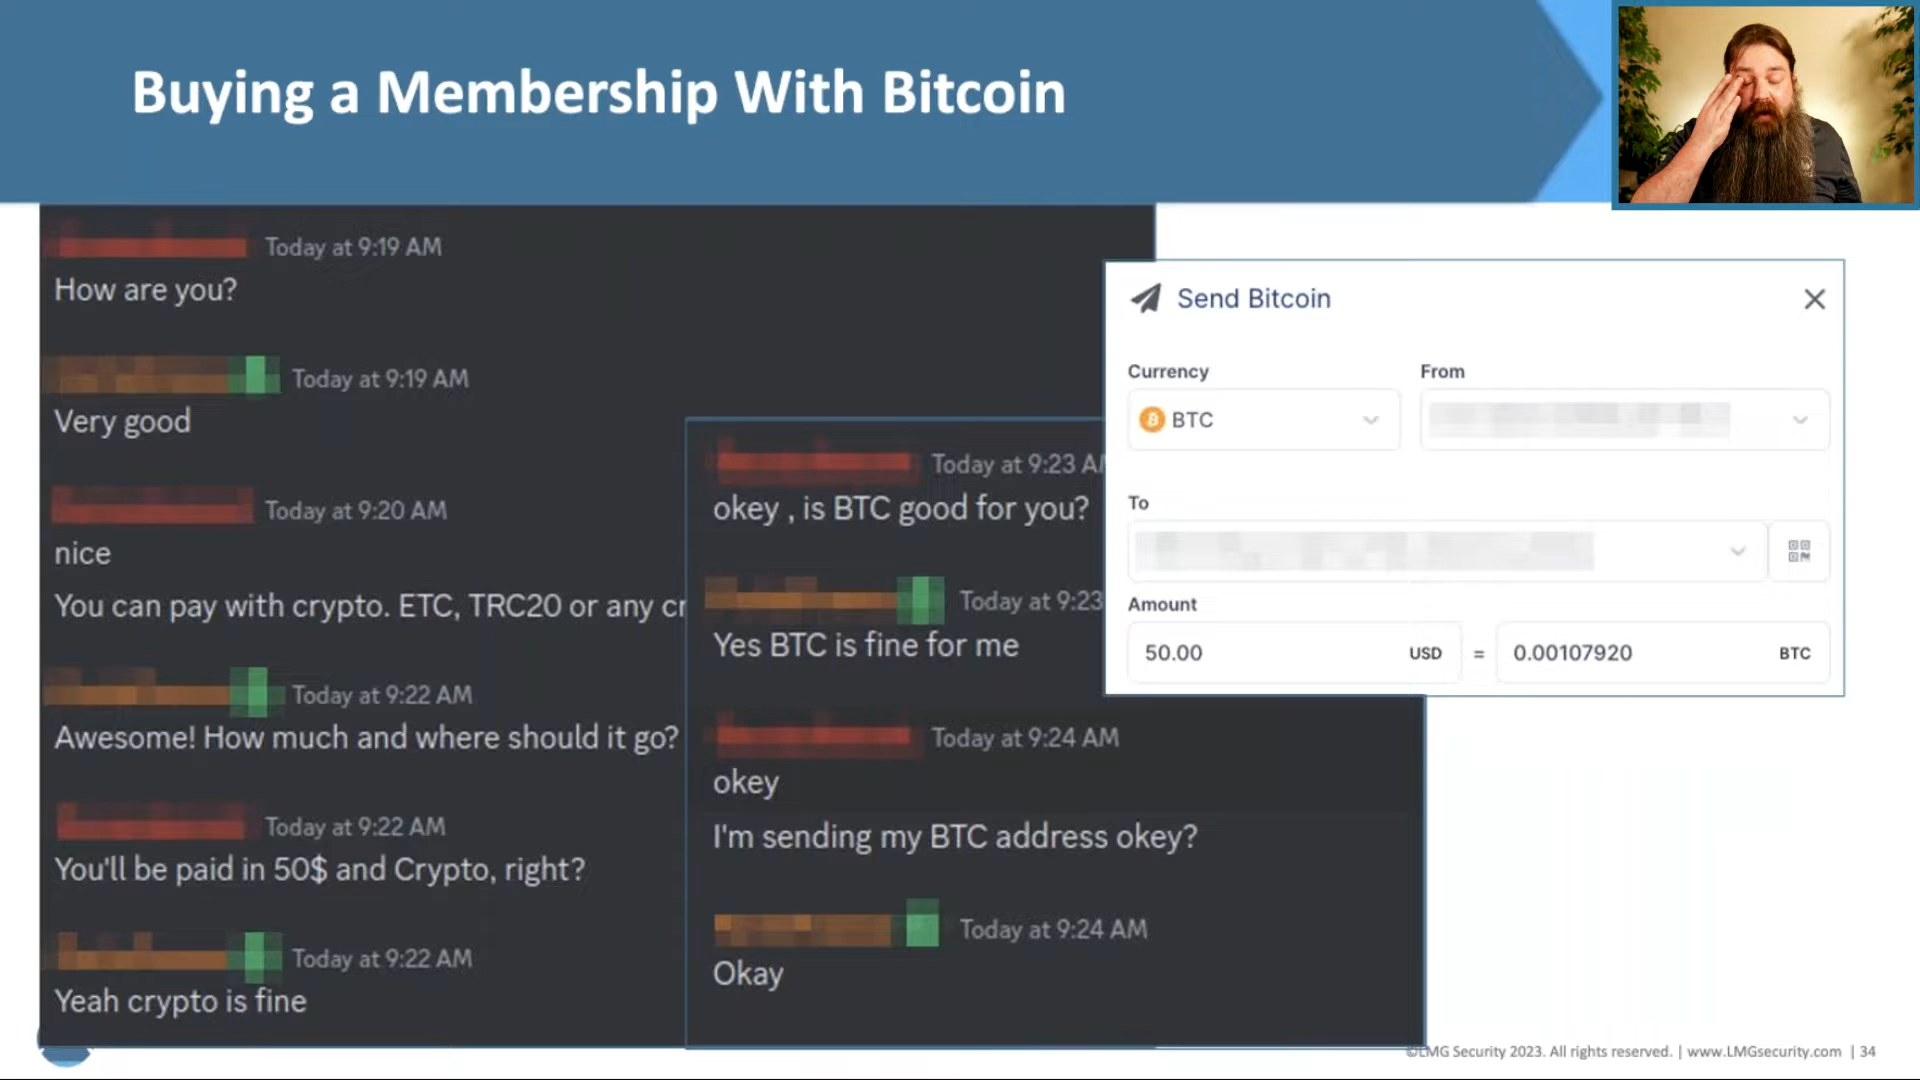 Buying a Membership With Bitcoin
Today at 9:19 AM
How are you?
Today at 9:19 AM
Very good
Today at 9:20 AM
nice
You can pay with crypto. ETC, TRC20 or any
Today at 9:22 AM
Awesome! How much and where should it go?
Today at 9:22 AM
You'll be paid in 50$ and Crypto, right?
Today at 9:22 AM
Yeah crypto is fine
Today at 9:23
okey , is BTC good for you?
Today at 9:23
Yes BTC is fine for me
Today at 9:24 AM
okey
I'm sending my BTC address okey?
Today at 9:24 AM
Okay
Send Bitcoin
Currency From
BTC
To
Amount
50.00 USD = 0.00107920 BTC
©LMG Security 2023. All rights reserved. | www.LMGsecurity.com | 34